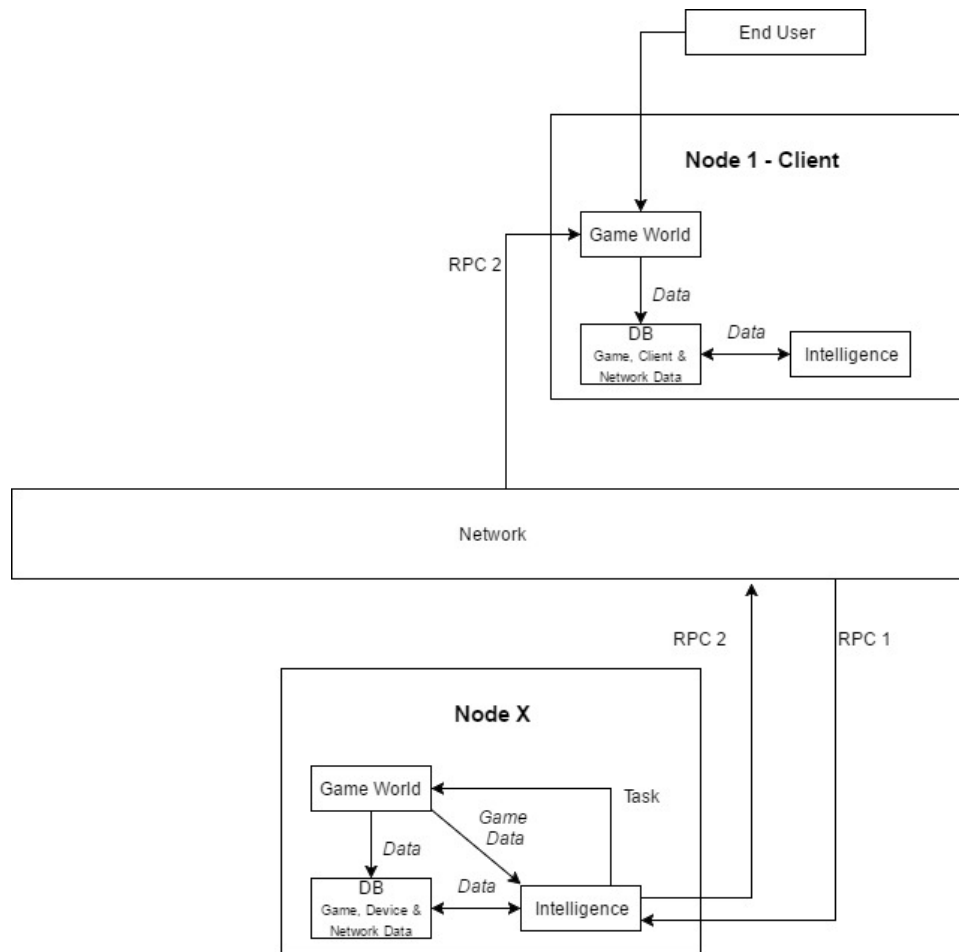 End User
Node 1 - Client
Game World
RPC 2
Data
DB
Game, Client &
Network Data
Data
Intelligence
Network
RPC 2
RPC 1
Node X
Game World
Task
Game
Data
Data
DB
Game, Device &
Network Data
Data
Intelligence